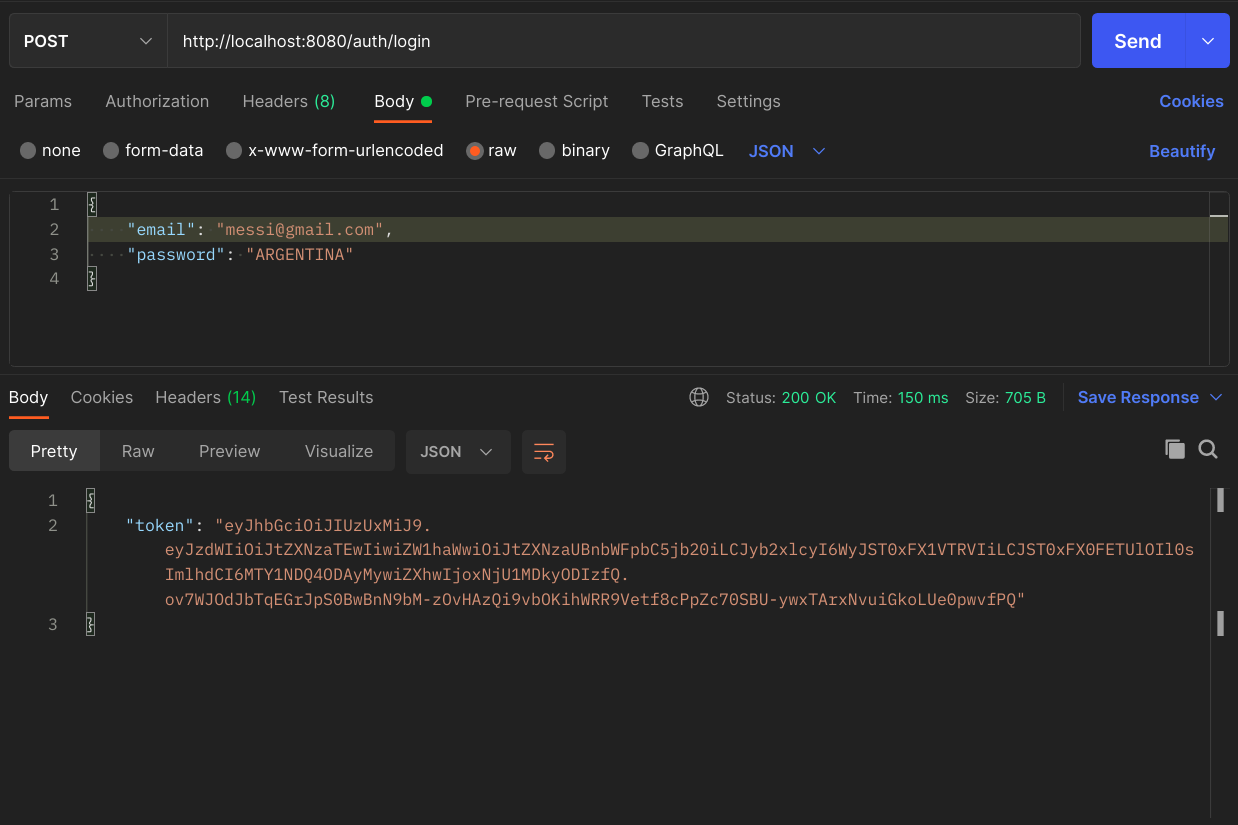 POST http://localhost:8080/auth/login Send
Params Authorization Headers (8) Body Pre-request Script Tests Settings Cookies
none form-data x-www-form-urlencoded raw binary GraphQL JSON Beautify
1 {
2 "email": "messi@gmail.com",
3 "password": "ARGENTINA"
4 }
Body Cookies Headers (14) Test Results Status: 200 OK Time: 150 ms Size: 705 B Save Response
Pretty Raw Preview Visualize JSON
1 {
2 "token": "eyJhbGciOiJIUzUxMiJ9.
eyJzdWIiOiJtZXNzaTEwIiwiZW1haWwiOiJtZXNzaUBnbWFpbC5jb20iLCJyb2xlcyI6WyJST0xFX1VTRVIiLCJST0xFX0FETUlOIl0s
ImlhdCI6MTY1NDQ4ODAyMywiZXhwIjoxNjU1MDkyODIzfQ.
ov7WJOdJbTqEGrJpS0BwBnN9bM-zOvHAzQi9vbOKihWRR9Vetf8cPpZc70SBU-ywxTArxNvuiGkoLUe0pwvfPQ"
3 }